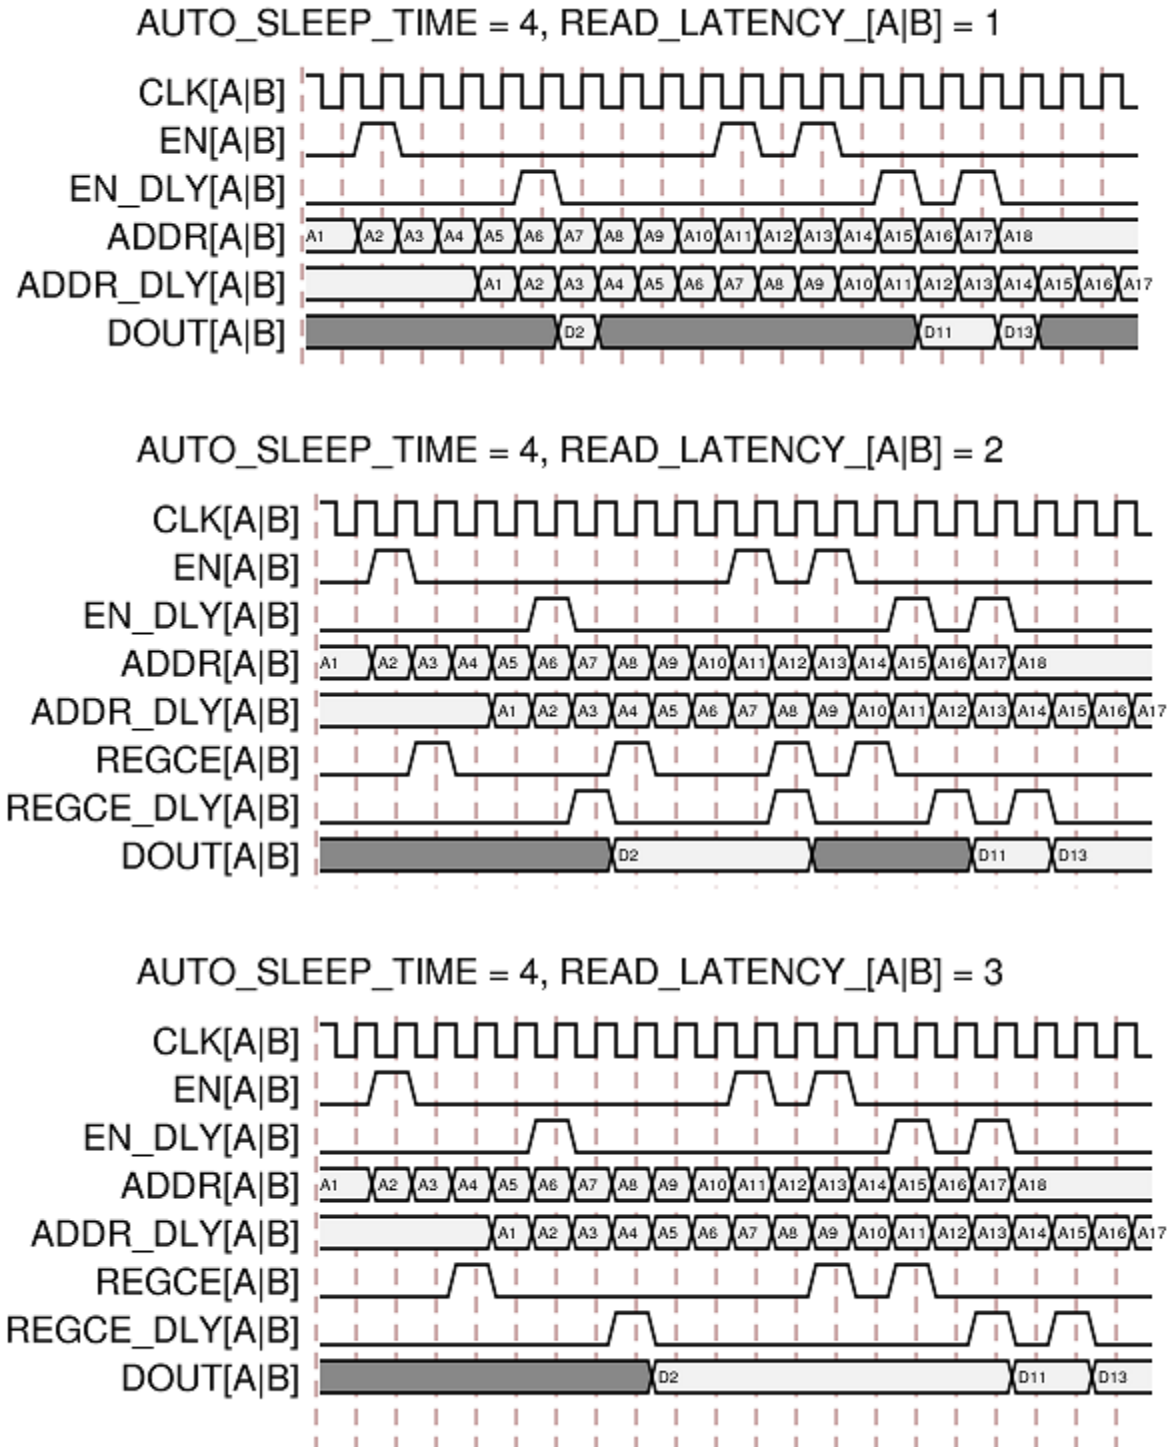 AUTO_SLEEP_TIME = 4, READ_LATENCY_[A|B] = 1
CLK[A|B]
EN[A|B]
EN_DLY[A|B]
ADDR[A|B] A1 A2 A3 A4 A5 A6 A7 A8 A9 A10 A11 A12 A13 A14 A15 A16 A17 A18
ADDR_DLY[A|B] A1 A2 A3 A4 A5 A6 A7 A8 A9 A10 A11 A12 A13 A14 A15 A16 A17
DOUT[A|B] D2 D11 D13
AUTO_SLEEP_TIME = 4, READ_LATENCY_[A|B] = 2
CLK[A|B]
EN[A|B]
EN_DLY[A|B]
ADDR[A|B] A1 A2 A3 A4 A5 A6 A7 A8 A9 A10 A11 A12 A13 A14 A15 A16 A17 A18
ADDR_DLY[A|B] A1 A2 A3 A4 A5 A6 A7 A8 A9 A10 A11 A12 A13 A14 A15 A16 A17
REGCE[A|B]
REGCE_DLY[A|B]
DOUT[A|B] D2 D11 D13
AUTO_SLEEP_TIME = 4, READ_LATENCY_[A|B] = 3
CLK[A|B]
EN[A|B]
EN_DLY[A|B]
ADDR[A|B] A1 A2 A3 A4 A5 A6 A7 A8 A9 A10 A11 A12 A13 A14 A15 A16 A17 A18
ADDR_DLY[A|B] A1 A2 A3 A4 A5 A6 A7 A8 A9 A10 A11 A12 A13 A14 A15 A16 A17
REGCE[A|B]
REGCE_DLY[A|B]
DOUT[A|B] D2 D11 D13